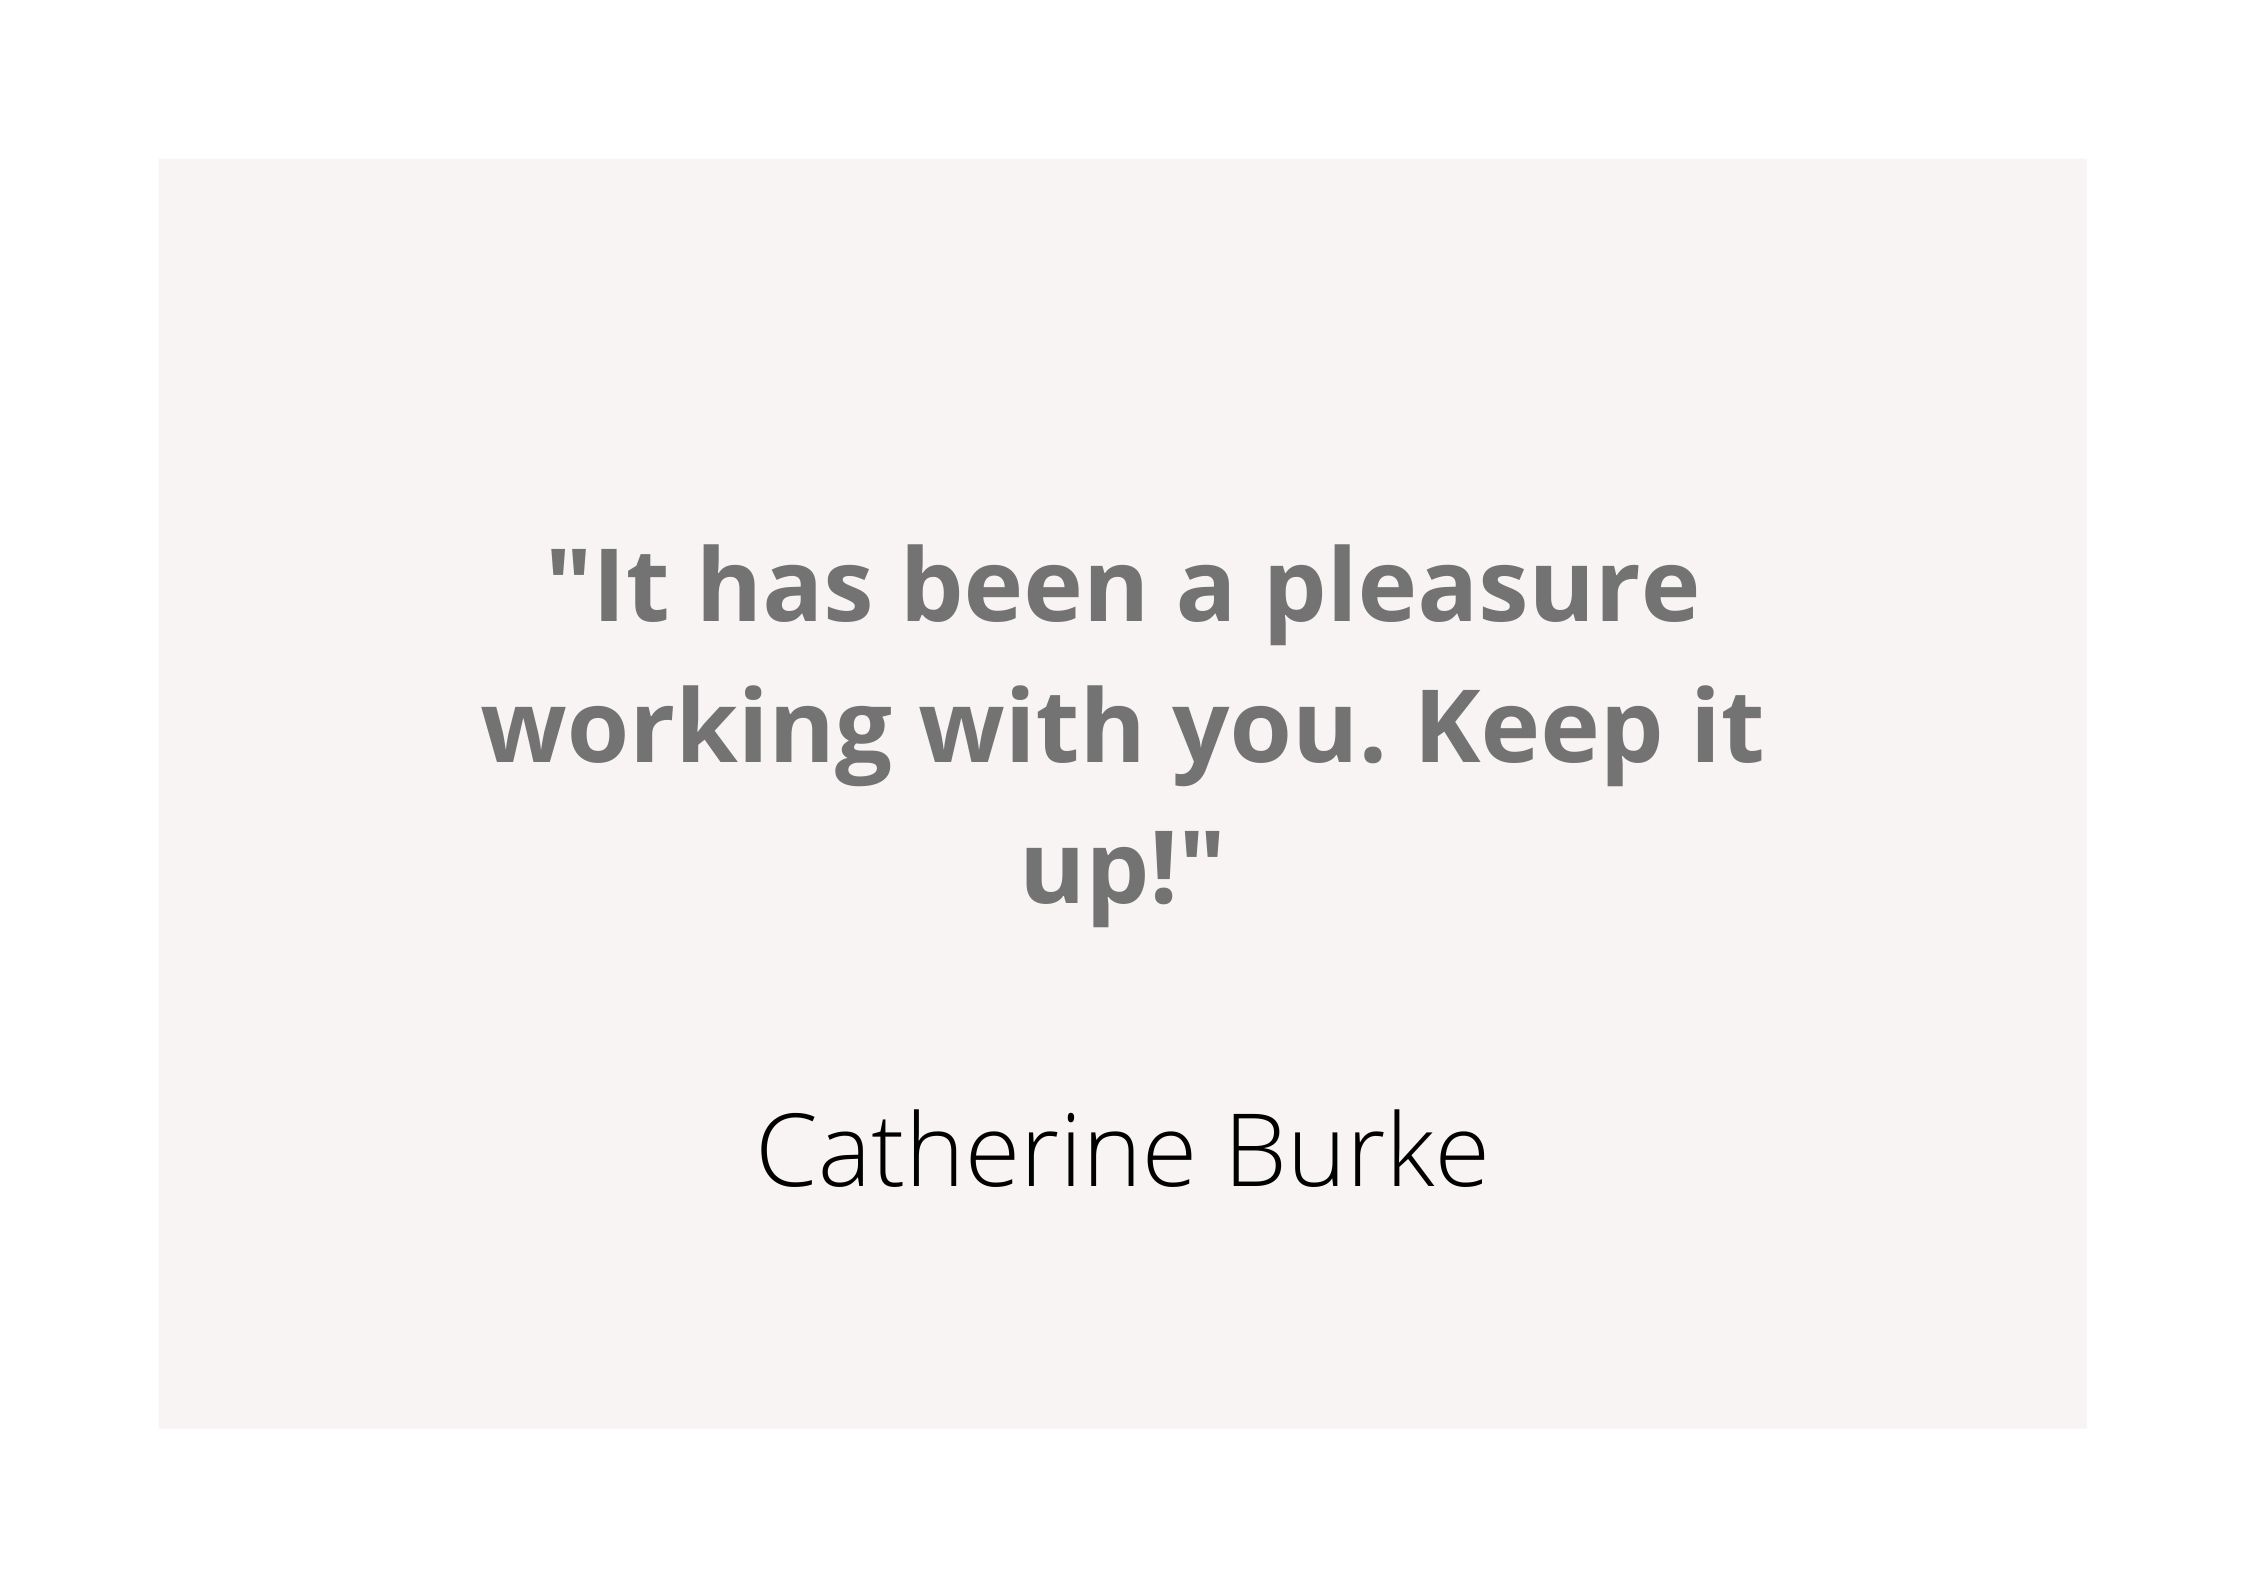 "It has been a pleasure
working with you. Keep it
up!"
Catherine Burke